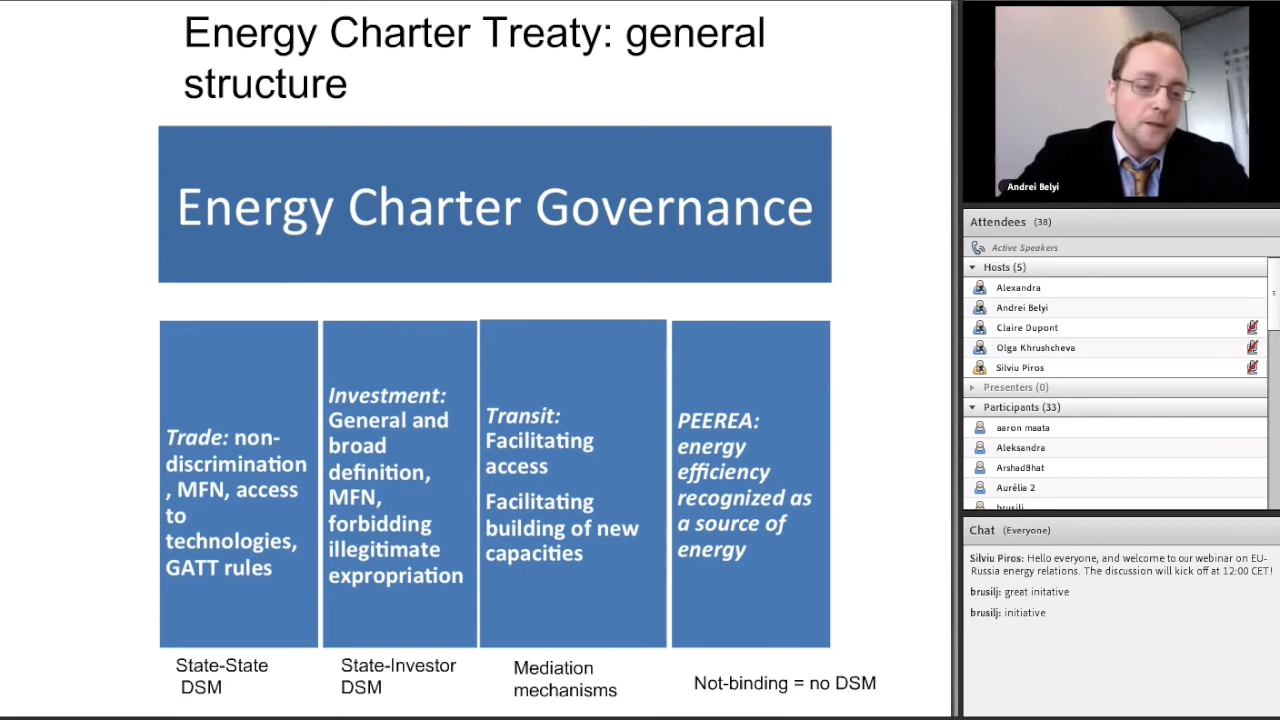 Energy Charter Treaty: general
structure
Energy Charter Governance
Trade: non-
discrimination
, MFN, access
to
technologies,
GATT rules
Investment:
General and
broad
definition,
MFN,
forbidding
illegitimate
expropriation
Transit:
Facilitating
access
Facilitating
building of new
capacities
PEEREA:
energy
efficiency
recognized as
a source of
energy
State-State
DSM
State-Investor
DSM
Mediation
mechanisms
Not-binding = no DSM
Andrei Belyi
Attendees (38)
Active Speakers
Hosts (5)
Alexandra
Andrei Belyi
Claire Dupont
Olga Khrushcheva
Silviu Piros
Presenters (0)
Participants (33)
aaron maata
Aleksandra
ArshadBhat
Aurélia 2
brusilj
Chat (Everyone)
Silviu Piros: Hello everyone, and welcome to our webinar on EU-
Russia energy relations. The discussion will kick off at 12:00 CET!
brusilj: great initative
brusilj: initiative